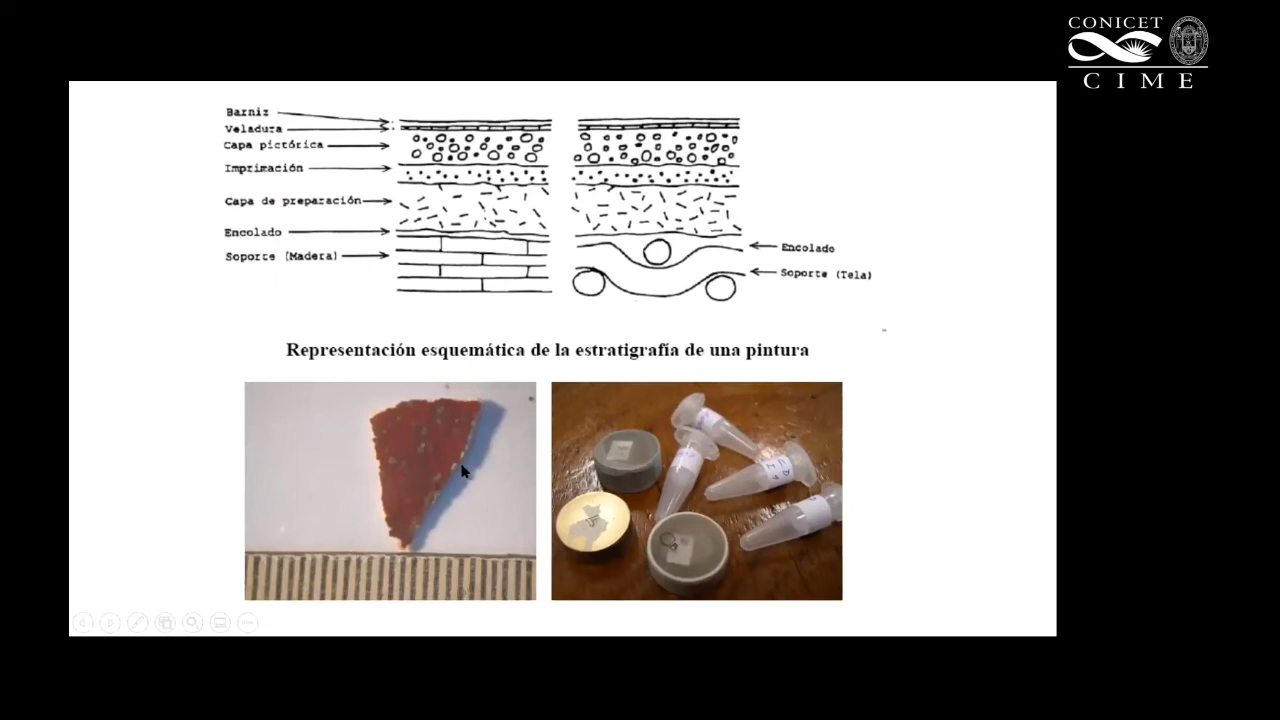 CONICET
CIME
Barniz
Veladura
Capa pictórica
Imprimación
Capa de preparación
Encolado
Soporte (Madera)
Encolado
Soporte (Tela)
Representación esquemática de la estratigrafía de una pintura